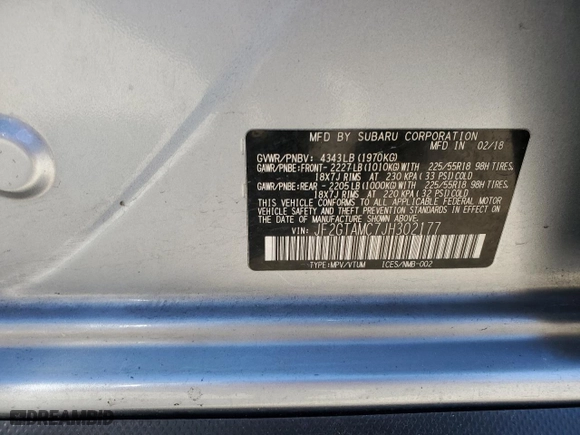 MFD BY SUBARU CORPORATION
MFD IN 02/18
GVWR/PNBV: 4343LB(1970KG)
GAWR/PNBE:FRONT-2227LB(1010KG)WITH 225/55R18 98H TIRES,
18X7J RIMS AT 230 KPA(33 PSI)COLD
GAWR/PNBE:REAR -2205LB(1000KG)WITH 225/55R18 98H TIRES,
18X7J RIMS AT 220 KPA(32 PSI)COLD
THIS VEHICLE CONFORMS TO ALL APPLICABLE FEDERAL MOTOR
VEHICLE SAFETY, BUMPER, AND THEFT PREVENTION STANDARDS
IN EFFECT ON THE DATE OF MANUFACTURE SHOWN ABOVE.
VIN: JF2GTAMC7JH302177
TYPE:MPV/VTUM ICES/NMB-002
DREAMBID